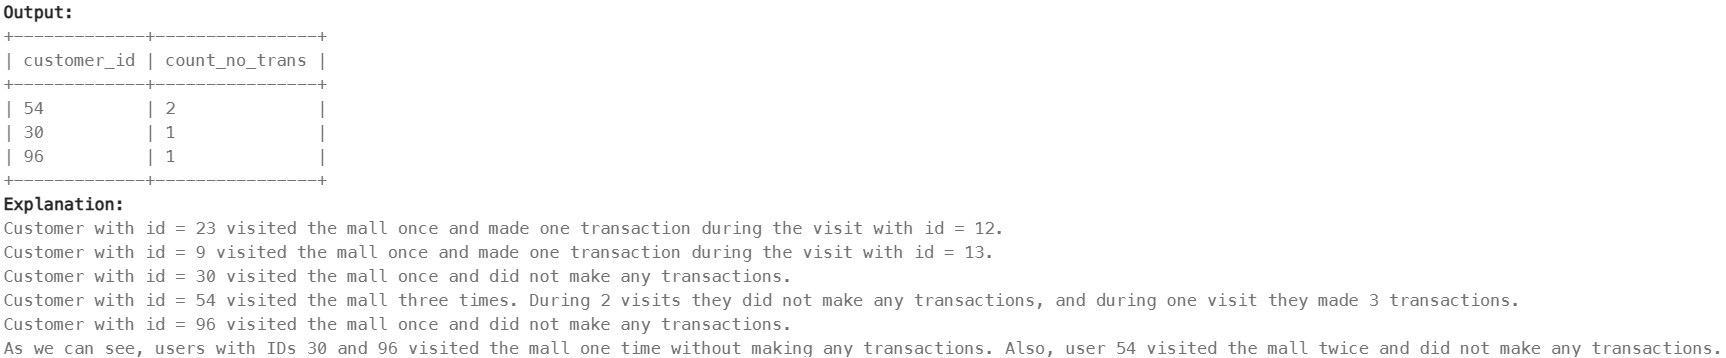 Output:
+-------------+----------------+
| customer_id | count_no_trans |
+-------------+----------------+
| 54          | 2              |
| 30          | 1              |
| 96          | 1              |
+-------------+----------------+
Explanation:
Customer with id = 23 visited the mall once and made one transaction during the visit with id = 12.
Customer with id = 9 visited the mall once and made one transaction during the visit with id = 13.
Customer with id = 30 visited the mall once and did not make any transactions.
Customer with id = 54 visited the mall three times. During 2 visits they did not make any transactions, and during one visit they made 3 transactions.
Customer with id = 96 visited the mall once and did not make any transactions.
As we can see, users with IDs 30 and 96 visited the mall one time without making any transactions. Also, user 54 visited the mall twice and did not make any transactions.